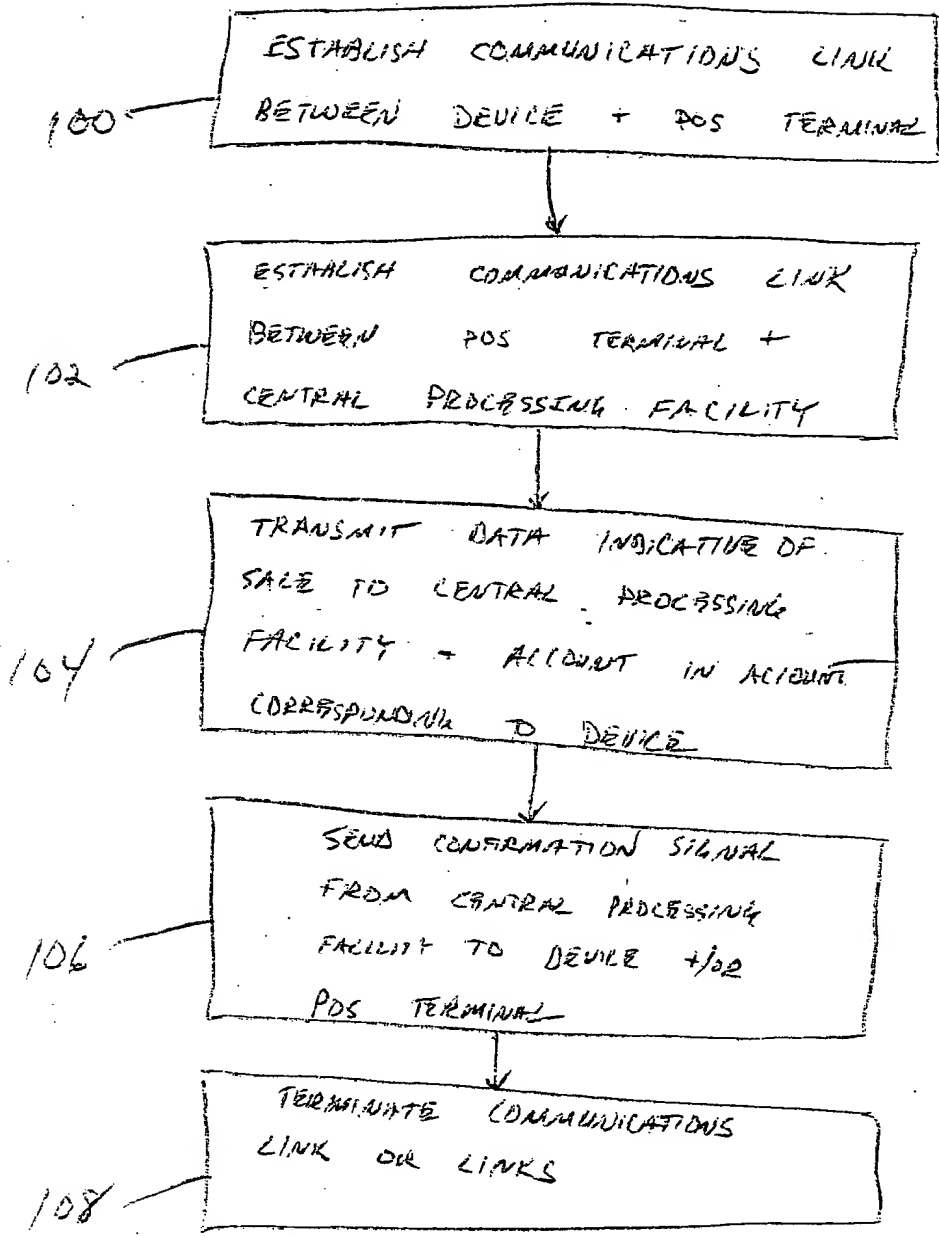 ESTABLISH COMMUNICATIONS LINK
100
BETWEEN DEVICE + POS TERMINAL
ESTABLISH COMMUNICATIONS LINK
BETWEEN POS TERMINAL +
102
CENTRAL PROCESSING FACILITY
TRANSMIT DATA INDICATIVE OF
SALE TO CENTRAL PROCESSING
104
FACILITY - ACCOUNT IN ACCOUNT
CORRESPONDING TO DEVICE
SEND CONFIRMATION SIGNAL
FROM CENTRAL PROCESSING
106
FACILITY TO DEVICE +/OR
POS TERMINAL
TERMINATE COMMUNICATIONS
LINK OR LINKS
108